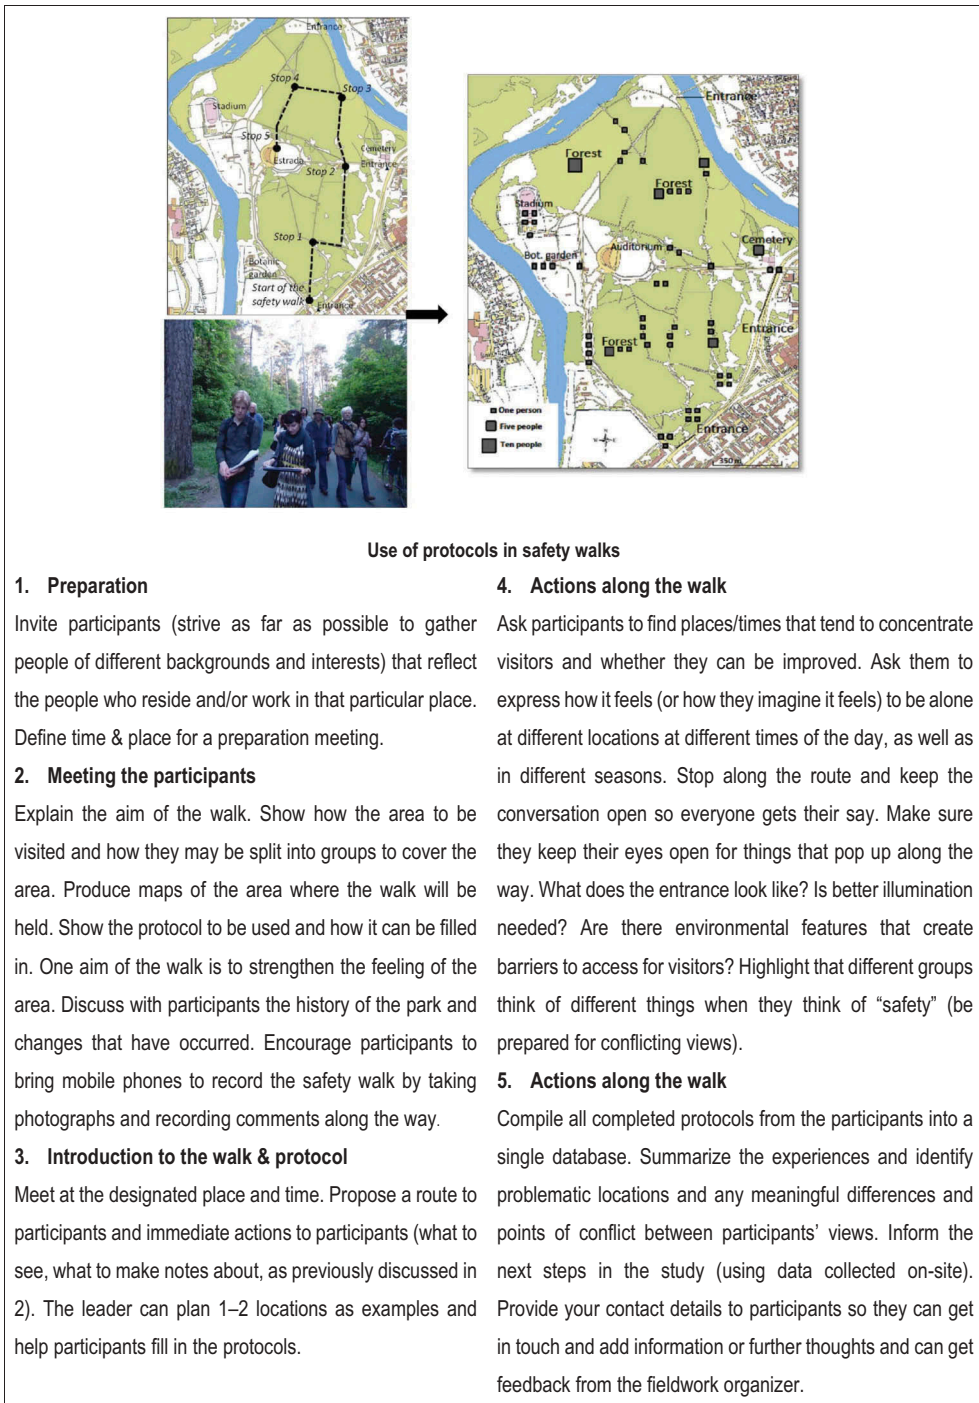 Entrance
Stop 4
Stop 3
Stadium
Stop 5
Estrada
Cemetery
Entrance
Stop 2
Stop 1
Botanic
garden
Start of the
safety walk
Entrance
Entrance
Forest
Forest
Stadium
Auditorium
Cemetery
Bot. garden
Entrance
Forest
One person
Five people
Ten people
Entrance
350 m
Use of protocols in safety walks
1. Preparation
Invite participants (strive as far as possible to gather
people of different backgrounds and interests) that reflect
the people who reside and/or work in that particular place.
Define time & place for a preparation meeting.
2. Meeting the participants
Explain the aim of the walk. Show how the area to be
visited and how they may be split into groups to cover the
area. Produce maps of the area where the walk will be
held. Show the protocol to be used and how it can be filled
in. One aim of the walk is to strengthen the feeling of the
area. Discuss with participants the history of the park and
changes that have occurred. Encourage participants to
bring mobile phones to record the safety walk by taking
photographs and recording comments along the way.
3. Introduction to the walk & protocol
Meet at the designated place and time. Propose a route to
participants and immediate actions to participants (what to
see, what to make notes about, as previously discussed in
2). The leader can plan 1–2 locations as examples and
help participants fill in the protocols.
4. Actions along the walk
Ask participants to find places/times that tend to concentrate
visitors and whether they can be improved. Ask them to
express how it feels (or how they imagine it feels) to be alone
at different locations at different times of the day, as well as
in different seasons. Stop along the route and keep the
conversation open so everyone gets their say. Make sure
they keep their eyes open for things that pop up along the
way. What does the entrance look like? Is better illumination
needed? Are there environmental features that create
barriers to access for visitors? Highlight that different groups
think of different things when they think of “safety” (be
prepared for conflicting views).
5. Actions along the walk
Compile all completed protocols from the participants into a
single database. Summarize the experiences and identify
problematic locations and any meaningful differences and
points of conflict between participants’ views. Inform the
next steps in the study (using data collected on-site).
Provide your contact details to participants so they can get
in touch and add information or further thoughts and can get
feedback from the fieldwork organizer.